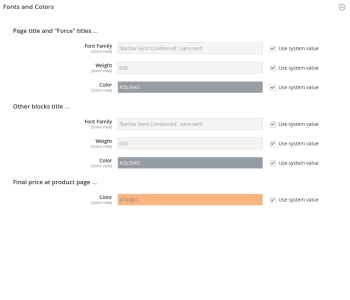 Fonts and Colors
Page title and "Force" titles ...
Font Family 'Barlow Semi Condensed', sans-serif Use system value
[store view]
Weight 600 Use system value
[store view]
Color Use system value
[store view]
Other blocks title ...
Font Family 'Barlow Semi Condensed', sans-serif Use system value
[store view]
Weight 600 Use system value
[store view]
Color Use system value
[store view]
Final price at product page ...
Color Use system value
[store view]